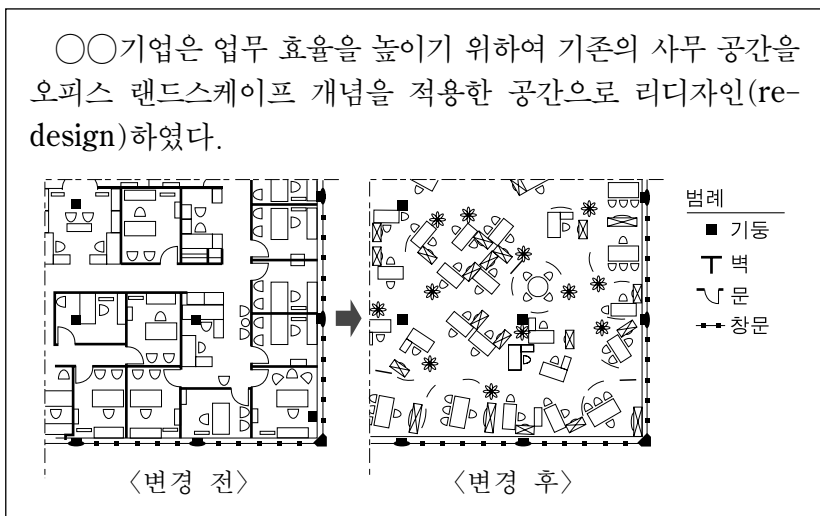 ○○기업은 업무 효율을 높이기 위하여 기존의 사무 공간을
오피스 랜드스케이프 개념을 적용한 공간으로 리디자인(re-
design)하였다.
범례
기둥
벽
문
창문
〈변경 전〉
〈변경 후〉